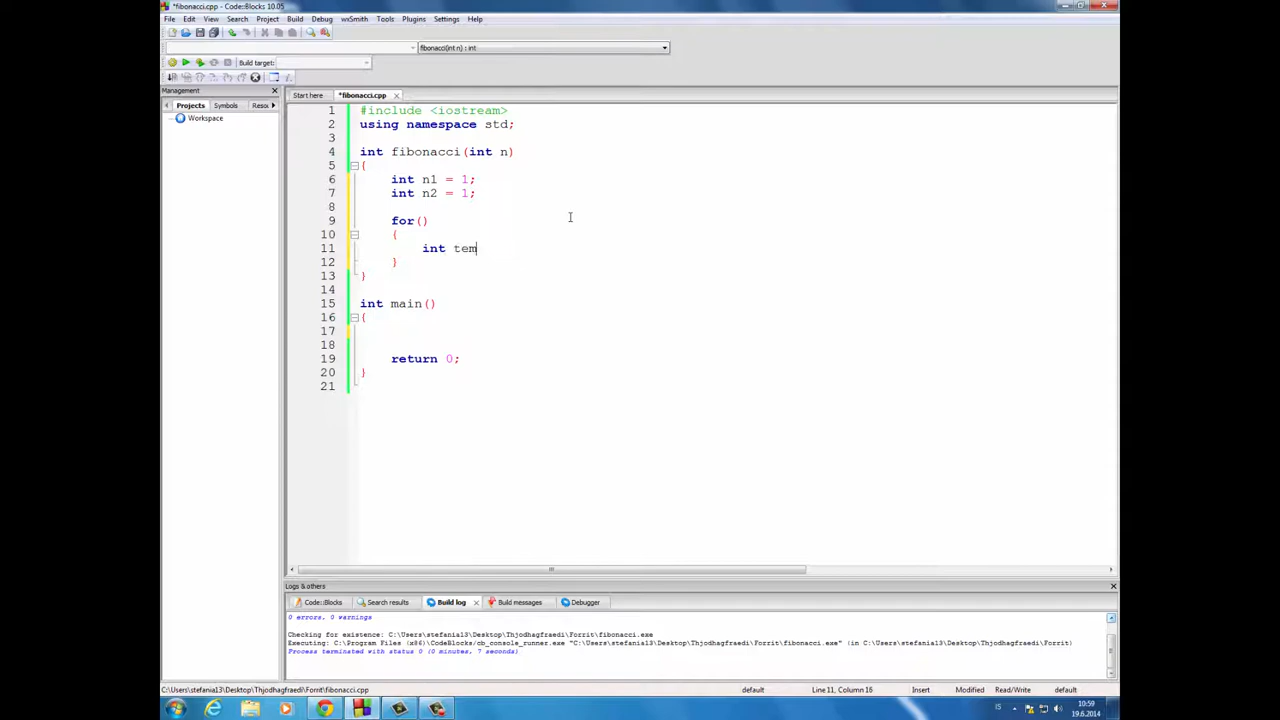 *fibonacci.cpp - Code::Blocks 10.05
File Edit View Search Project Build Debug wxSmith Tools Plugins Settings Help
fibonacci(int n) : int
Build target:
Management
Projects Symbols Resou
Workspace
Start here *fibonacci.cpp
1 #include <iostream>
2 using namespace std;
3
4 int fibonacci(int n)
5 {
6 int n1 = 1;
7 int n2 = 1;
8
9 for()
10 {
11 int tem
12 }
13 }
14
15 int main()
16 {
17
18
19 return 0;
20 }
21
Logs & others
Code::Blocks Search results Build log Build messages Debugger
0 errors, 0 warnings
Checking for existence: C:\Users\stefania13\Desktop\Thjodhagfraedi\Forrit\fibonacci.exe
Executing: C:\Program Files (x86)\CodeBlocks/cb_console_runner.exe "C:\Users\stefania13\Desktop\Thjodhagfraedi\Forrit\fibonacci.exe" (in C:\Users\stefania13\Desktop\Thjodhagfraedi\Forrit)
Process terminated with status 0 (0 minutes, 7 seconds)
C:\Users\stefania13\Desktop\Thjodhagfraedi\Forrit\fibonacci.cpp default Line 11, Column 16 Insert Modified Read/Write default
IS 10:59
19.6.2014